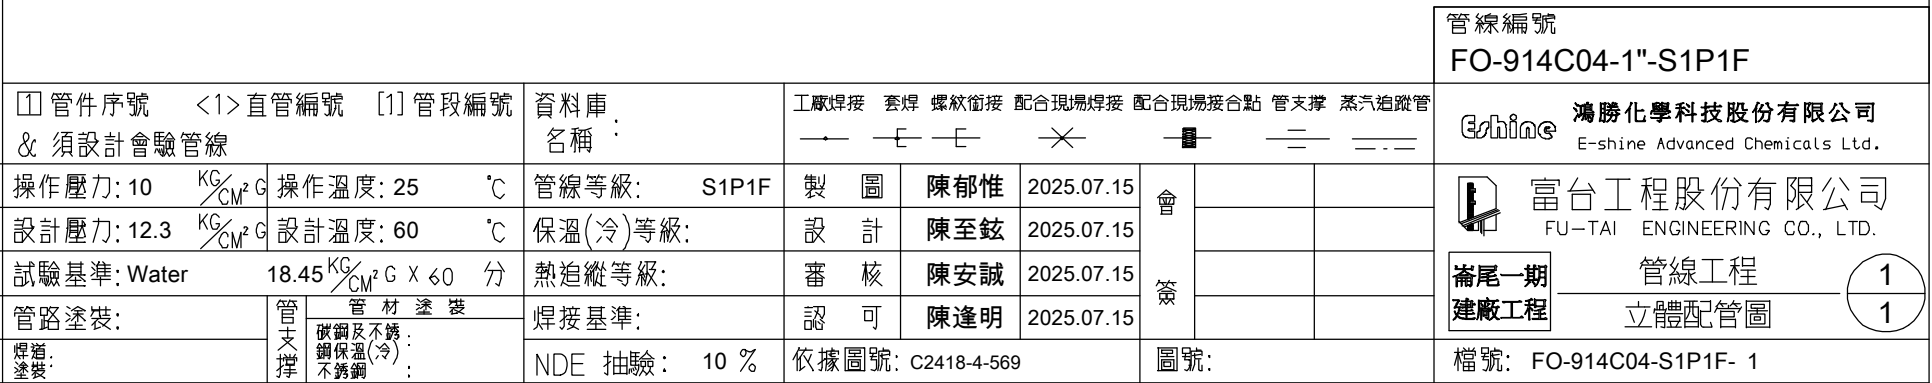 管線編號
FO-914C04-1"-S1P1F
1 管件序號 <1>直管編號 [1] 管段編號
& 須設計會驗管線
資料庫
名稱 :
工廠焊接 套焊 螺紋銜接 配合現場焊接 配合現場接合點 管支撐 蒸汽追蹤管
Eshine 鴻勝化學科技股份有限公司
E-shine Advanced Chemicals Ltd.
操作壓力: 10 KG/CM² G 操作溫度: 25 °C 管線等級: S1P1F 製 圖 陳郁惟 2025.07.15
設計壓力: 12.3 KG/CM² G 設計溫度: 60 °C 保溫(冷)等級: 設 計 陳至鉉 2025.07.15
試驗基準: Water 18.45 KG/CM² G X 60 分 熱追縱等級: 審 核 陳安誠 2025.07.15
管路塗裝: 管支撐 管 材 塗 裝 焊接基準: 認 可 陳逢明 2025.07.15
會 簽
富台工程股份有限公司
FU-TAI ENGINEERING CO., LTD.
崙尾一期
建廠工程
管線工程
立體配管圖
1
1
焊道:
塗裝:
碳鋼及不銹 :
鋼保溫(冷) :
不銹鋼 :
NDE 抽驗: 10 % 依據圖號: C2418-4-569 圖號: 檔號: FO-914C04-S1P1F- 1